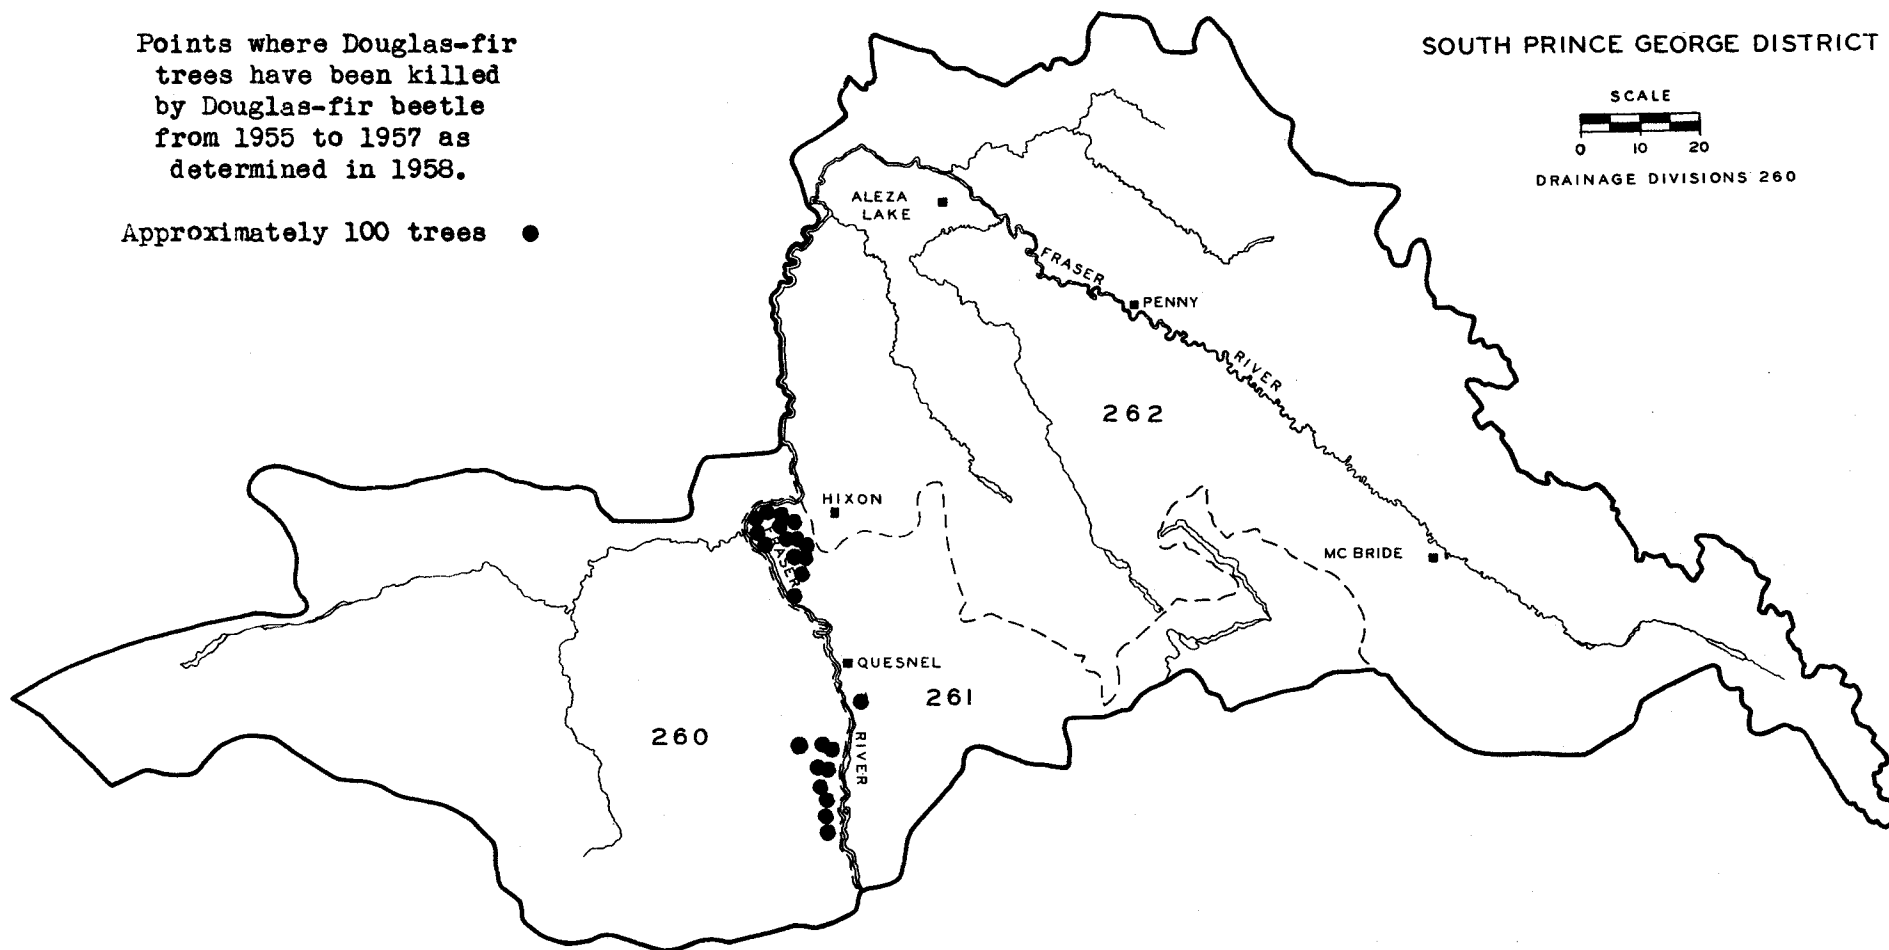 Points where Douglas-fir
trees have been killed
by Douglas-fir beetle
from 1955 to 1957 as
determined in 1958.
Approximately 100 trees
SOUTH PRINCE GEORGE DISTRICT
SCALE
0 10 20
DRAINAGE DIVISIONS 260
ALEZA
LAKE
FRASER
PENNY
RIVER
262
HIXON
MC BRIDE
QUESNEL
261
260
RIVER